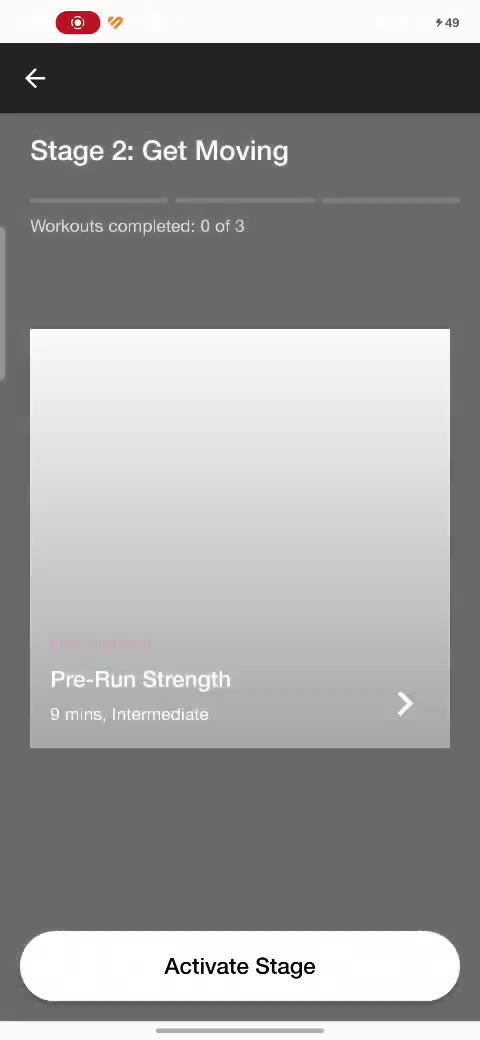 49
Stage 2: Get Moving
Workouts completed: 0 of 3
Pre-Run Strength
9 mins, Intermediate
Activate Stage